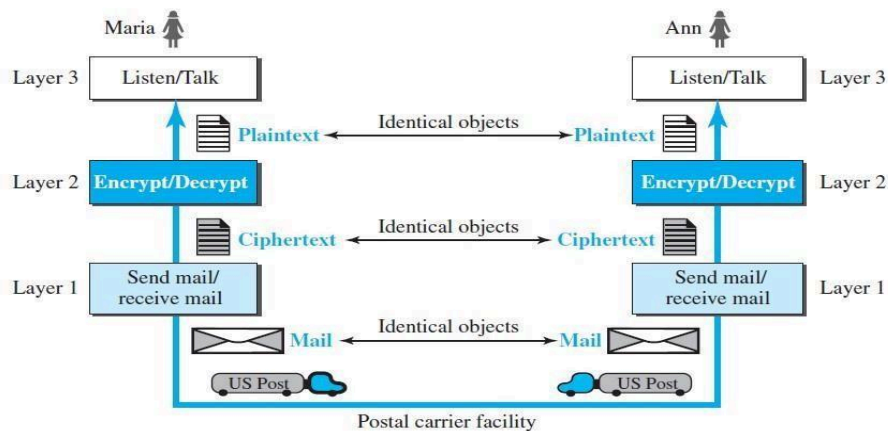 Maria
Ann
Layer 3
Listen/Talk
Listen/Talk
Layer 3
Plaintext
Identical objects
Plaintext
Layer 2
Encrypt/Decrypt
Encrypt/Decrypt
Layer 2
Ciphertext
Identical objects
Ciphertext
Layer 1
Send mail/
receive mail
Send mail/
receive mail
Layer 1
Mail
Identical objects
Mail
US Post
US Post
Postal carrier facility